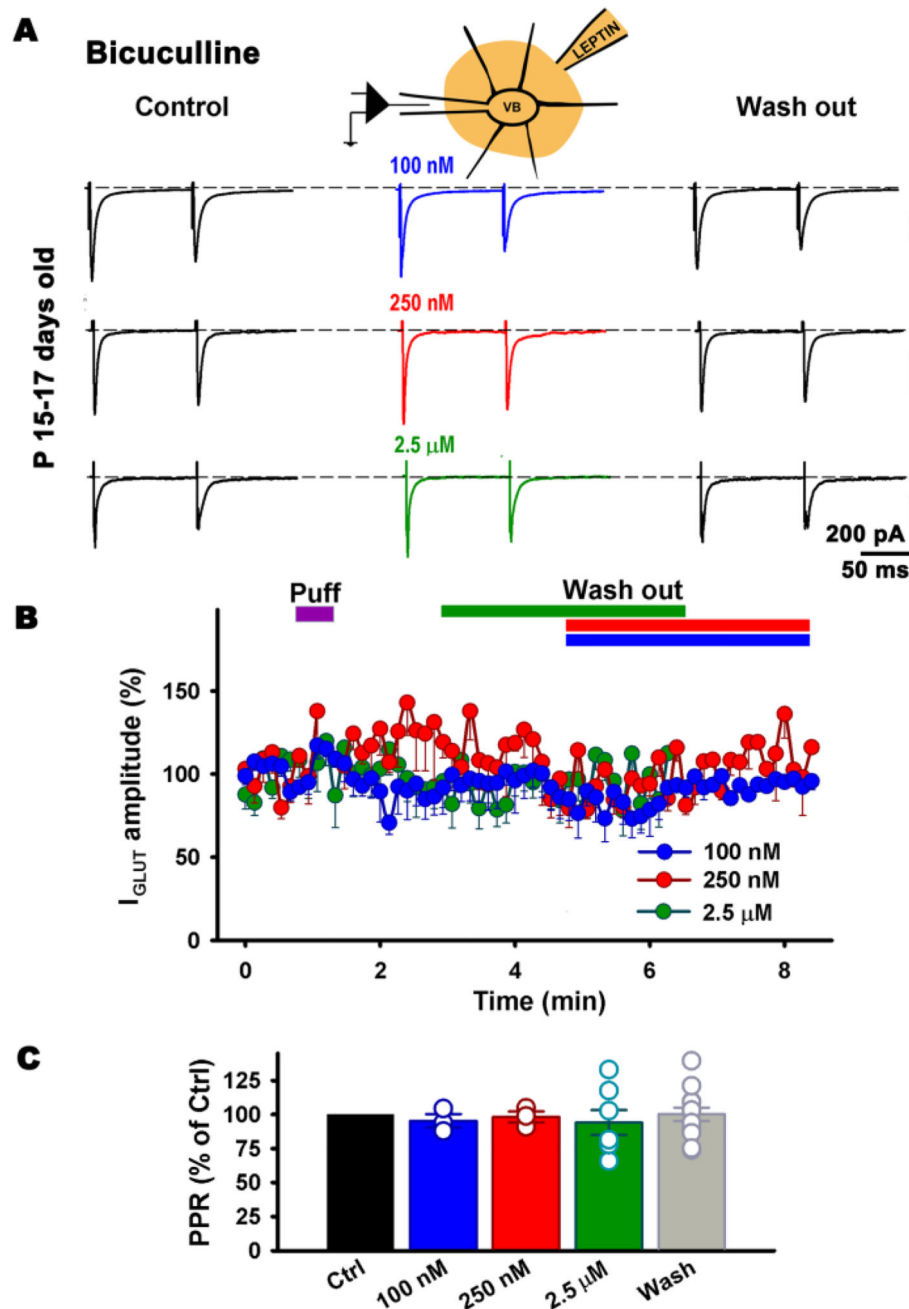 A
Bicuculline
Control
LEPTIN
VB
Wash out
P 15-17 days old
100 nM
250 nM
2.5 μM
200 pA
50 ms
B
Puff
Wash out
I_GLUT amplitude (%)
150
100
50
0
100 nM
250 nM
2.5 μM
0 2 4 6 8
Time (min)
C
PPR (% of Ctrl)
125
100
75
50
25
0
Ctrl 100 nM 250 nM 2.5 μM Wash